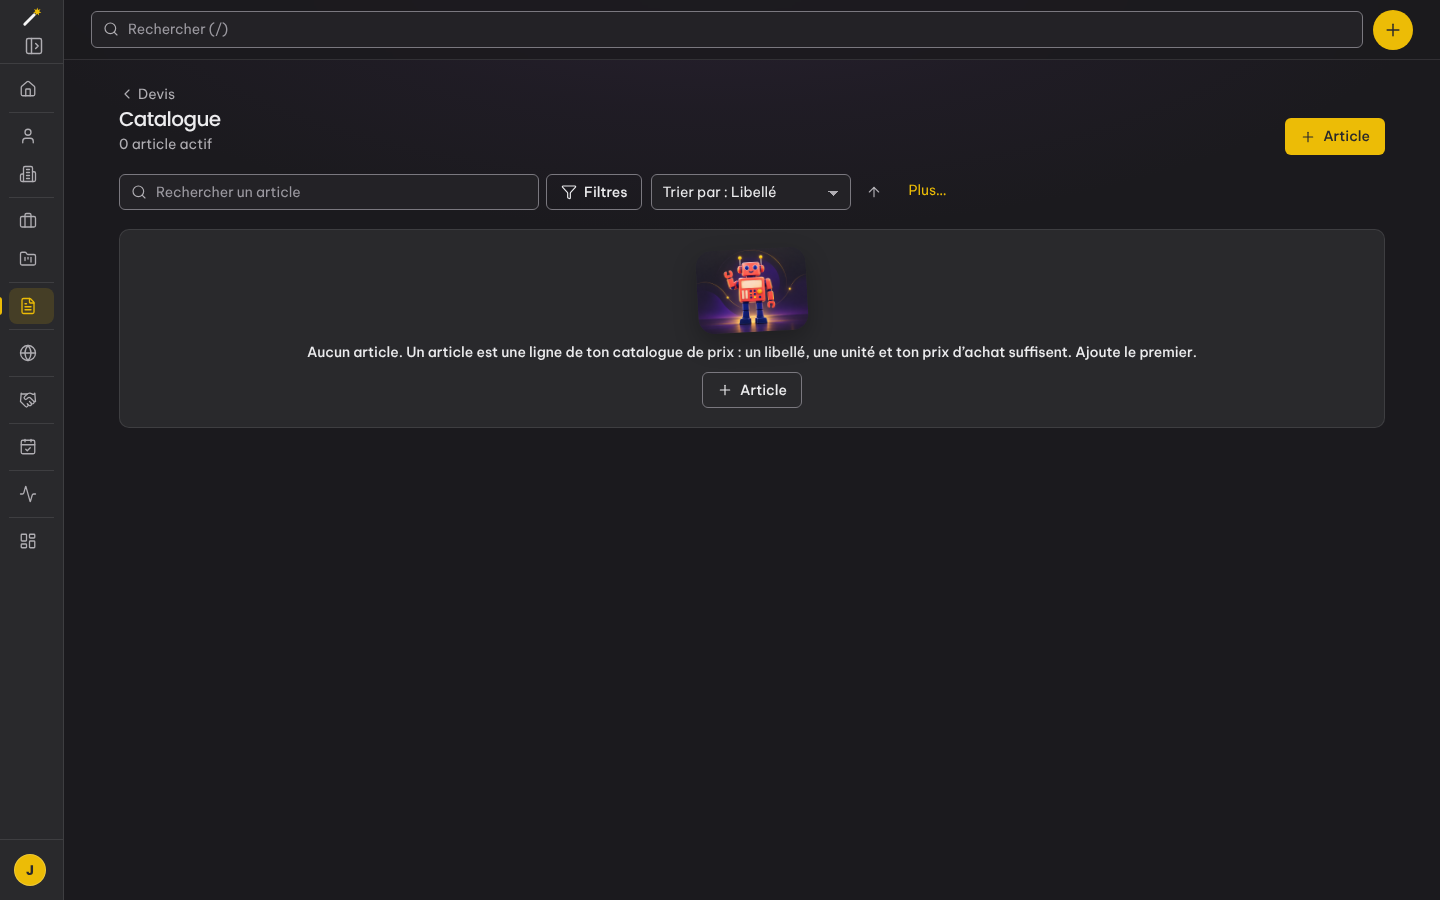 Rechercher (/)
Devis
Catalogue
0 article actif
Article
Rechercher un article
Filtres
Trier par : Libellé
Plus…
Aucun article. Un article est une ligne de ton catalogue de prix : un libellé, une unité et ton prix d’achat suffisent. Ajoute le premier.
Article
J